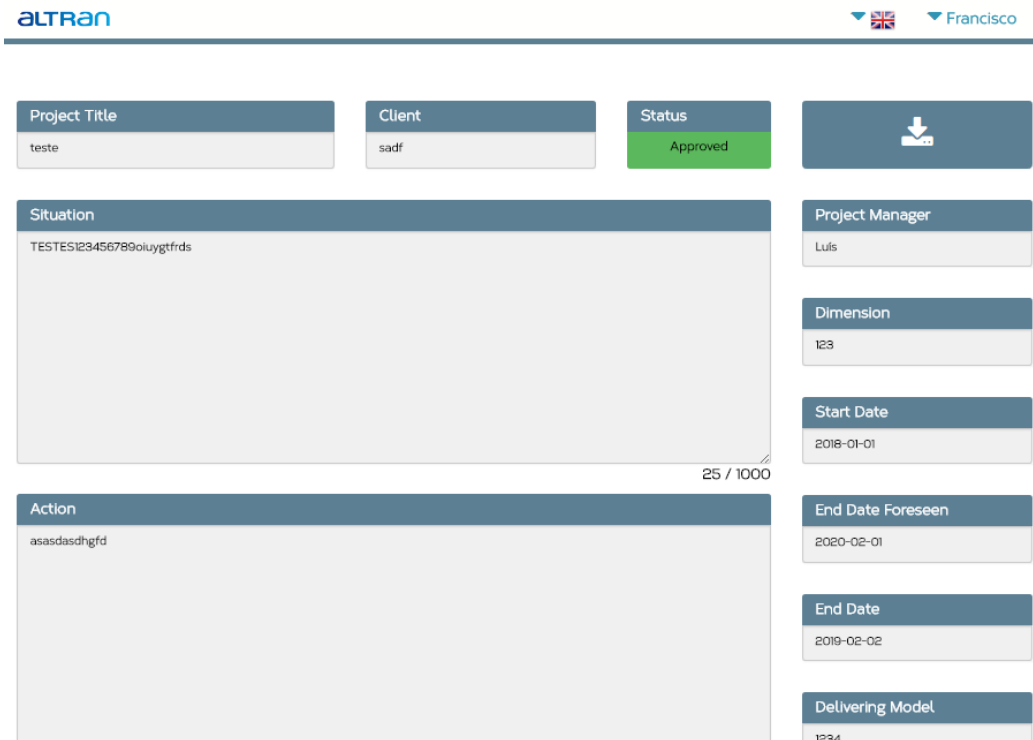 aLTRan
Francisco
Project Title
teste
Client
sadf
Status
Approved
Situation
TESTES123456789oiuygtfrds
25 / 1000
Action
asasdasdhgfd
Project Manager
Luis
Dimension
123
Start Date
2018-01-01
End Date Foreseen
2020-02-01
End Date
2019-02-02
Delivering Model
1234